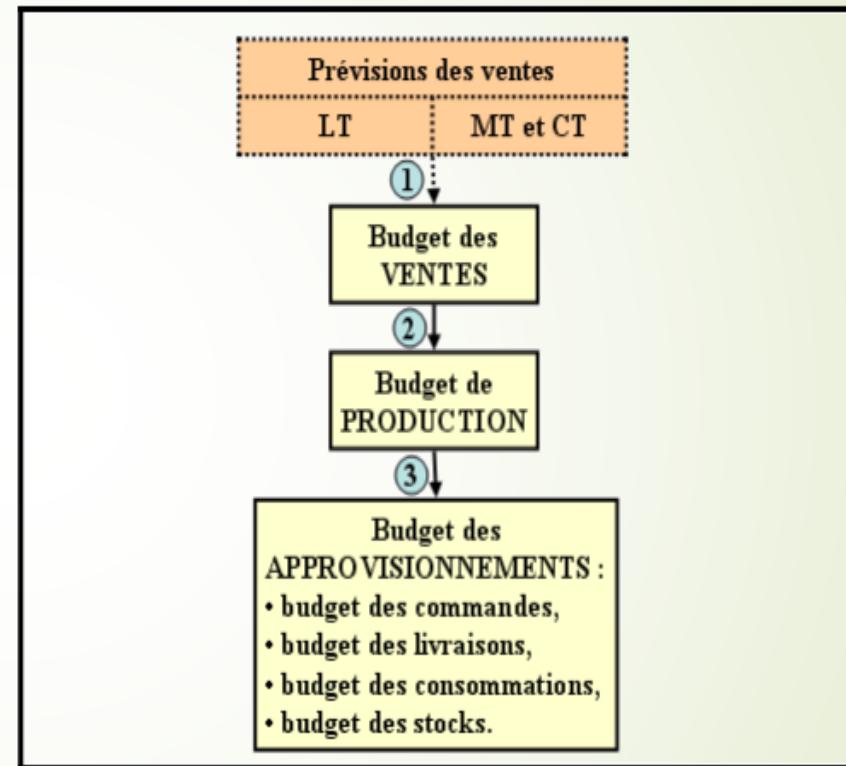 Prévisions des ventes
LT
MT et CT
1
Budget des
VENTES
2
Budget de
PRODUCTION
3
Budget des
APPROVISIONNEMENTS :
• budget des commandes,
• budget des livraisons,
• budget des consommations,
• budget des stocks.